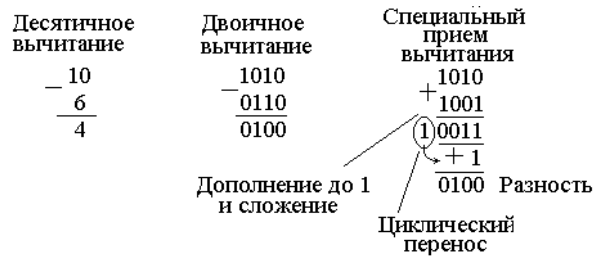 Десятичное
вычитание
− 10
6
4
Двоичное
вычитание
− 1010
0110
0100
Специальный
прием
вычитания
+ 1010
1001
1 0011
+ 1
0100 Разность
Дополнение до 1
и сложение
Циклический
перенос